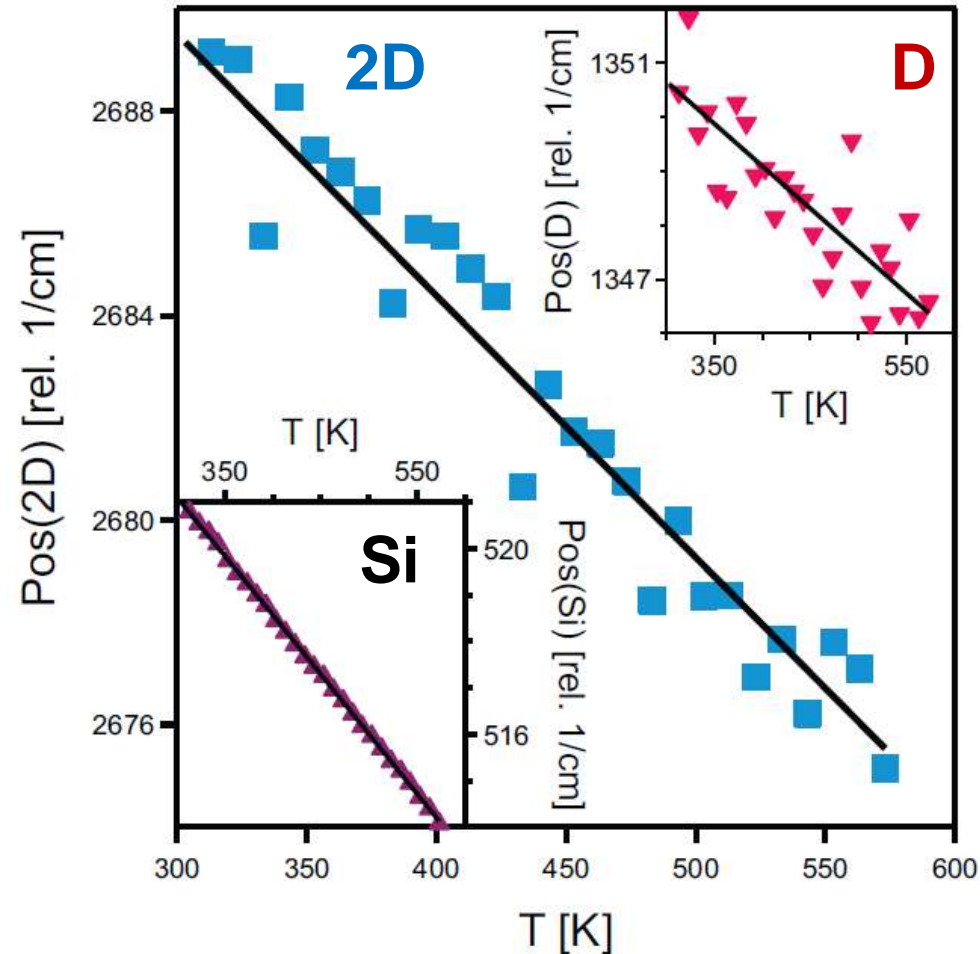 2D
D
Pos(D) [rel. 1/cm]
1351
1347
350
550
T [K]
Pos(2D) [rel. 1/cm]
2688
2684
2680
2676
T [K]
350
550
Si
520
516
Pos(Si) [rel. 1/cm]
300
350
400
450
500
550
600
T [K]